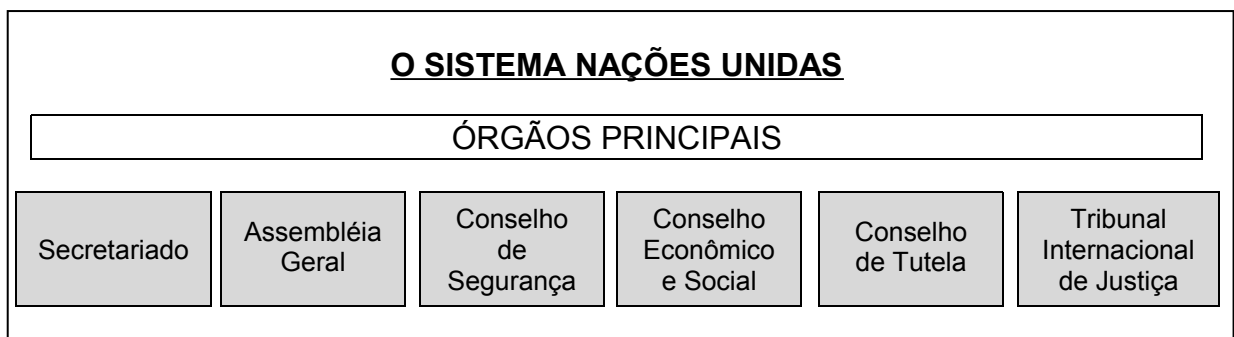 O SISTEMA NAÇÕES UNIDAS
ÓRGÃOS PRINCIPAIS
Secretariado
Assembléia
Geral
Conselho
de
Segurança
Conselho
Econômico
e Social
Conselho
de Tutela
Tribunal
Internacional
de Justiça